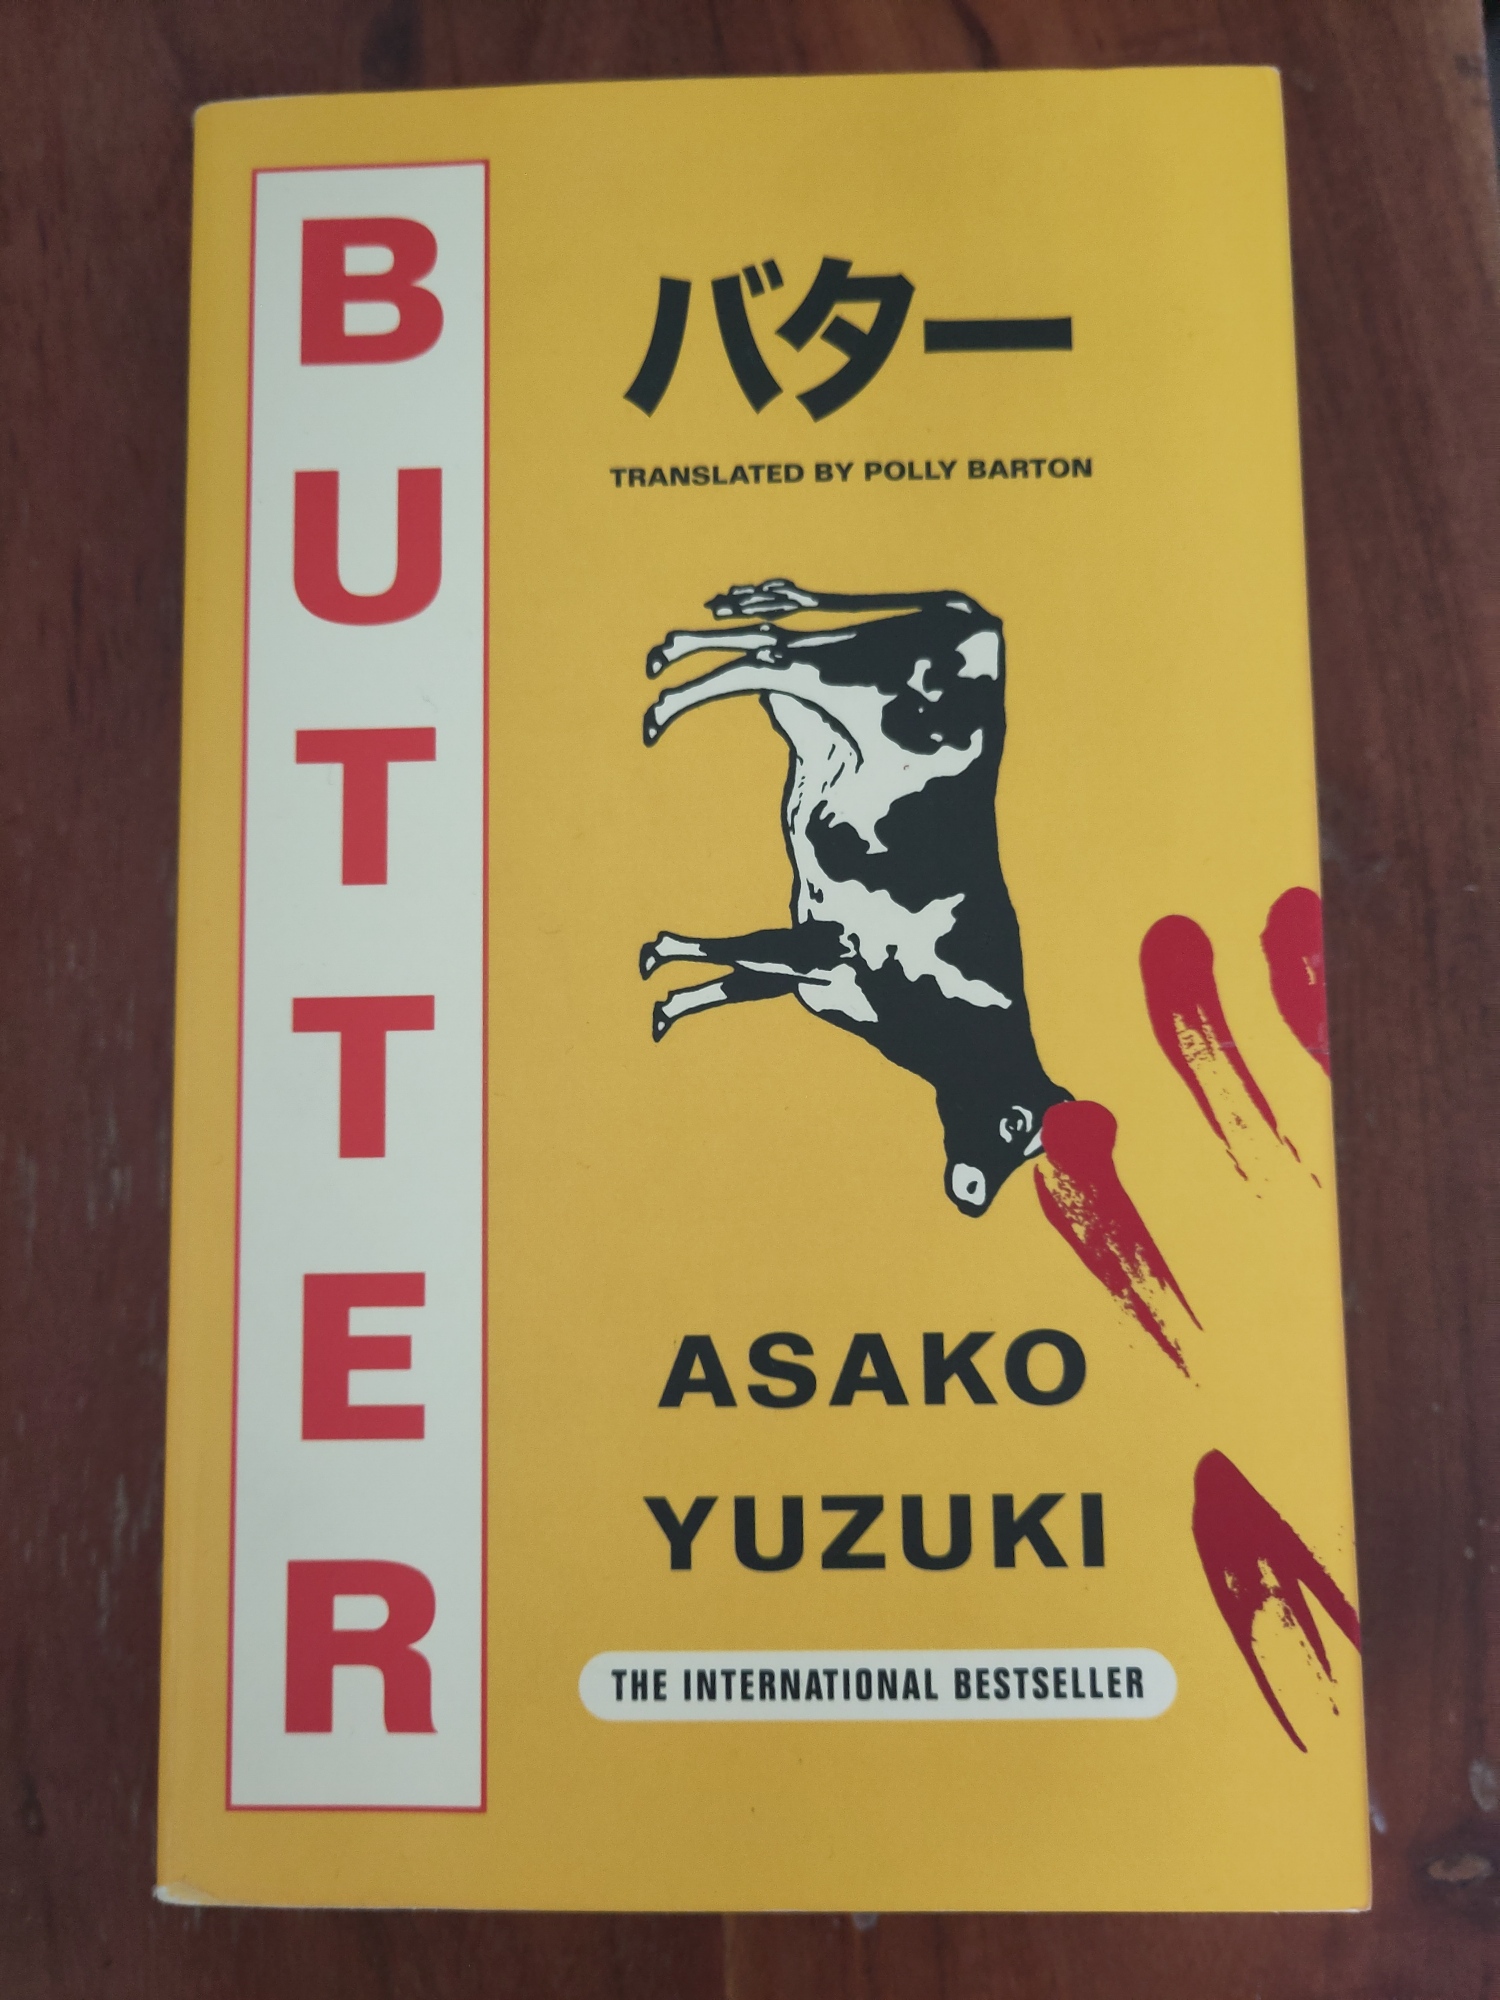 BUTTER
バター
TRANSLATED BY POLLY BARTON
ASAKO
YUZUKI
THE INTERNATIONAL BESTSELLER